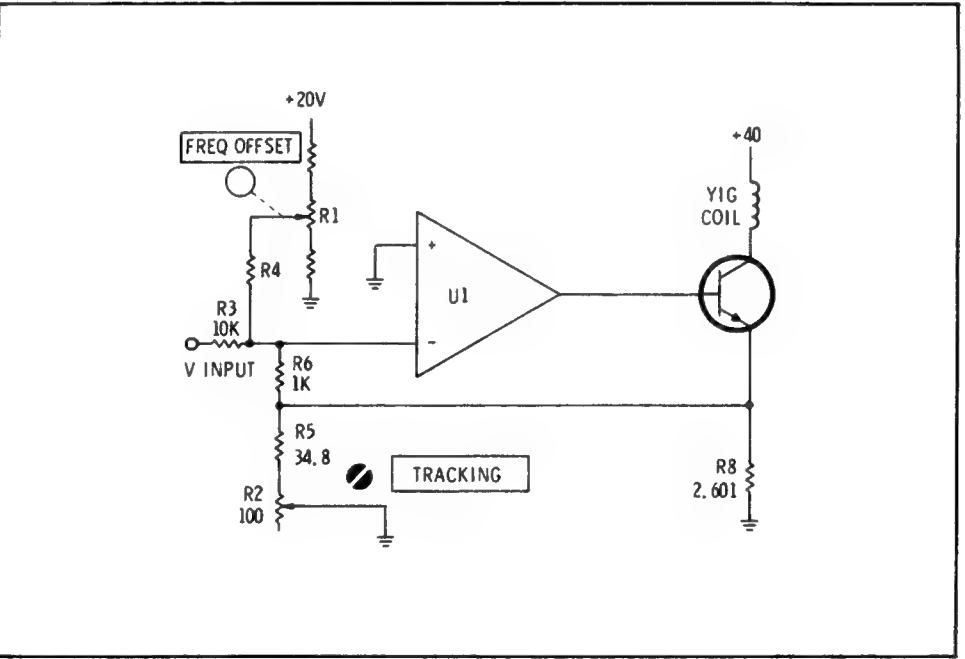 +20V
FREQ OFFSET
R1
R4
R3
10K
V INPUT
R6
1K
R5
34.8
R2
100
TRACKING
+
U1
-
+40
YIG
COIL
R8
2.601